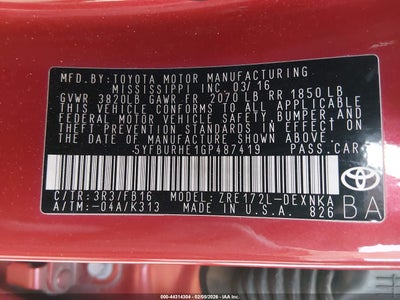 MFD. BY: TOYOTA MOTOR MANUFACTURING
MISSISSIPPI INC. 03/16
GVWR 3820LB GAWR FR 2070 LB RR 1850 LB
THIS VEHICLE CONFORMS TO ALL APPLICABLE
FEDERAL MOTOR VEHICLE SAFETY, BUMPER, AND
THEFT PREVENTION STANDARDS IN EFFECT ON
THE DATE OF MANUFACTURE SHOWN ABOVE.
5YFBURHE1GP487419 PASS.CAR
C/TR: 3R3/FB16 MODEL: ZRE172L-DEXNKA
A/TM: -04A/K313 MADE IN U.S.A. 826
TOYOTA
BA
000-44314304 - 02/09/2026 - IAA Inc.